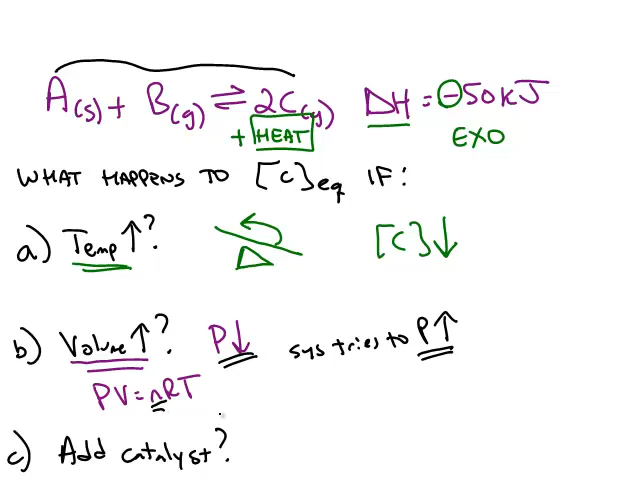 A(s) + B(g) ⇌ 2C(g) ΔH = -50kJ
+ HEAT EXO
WHAT HAPPENS TO [C]eq IF:
a) Temp ↑? Δ [C]↓
b) Volume ↑? P↓ sys tries to P↑
PV=nRT
c) Add catalyst?